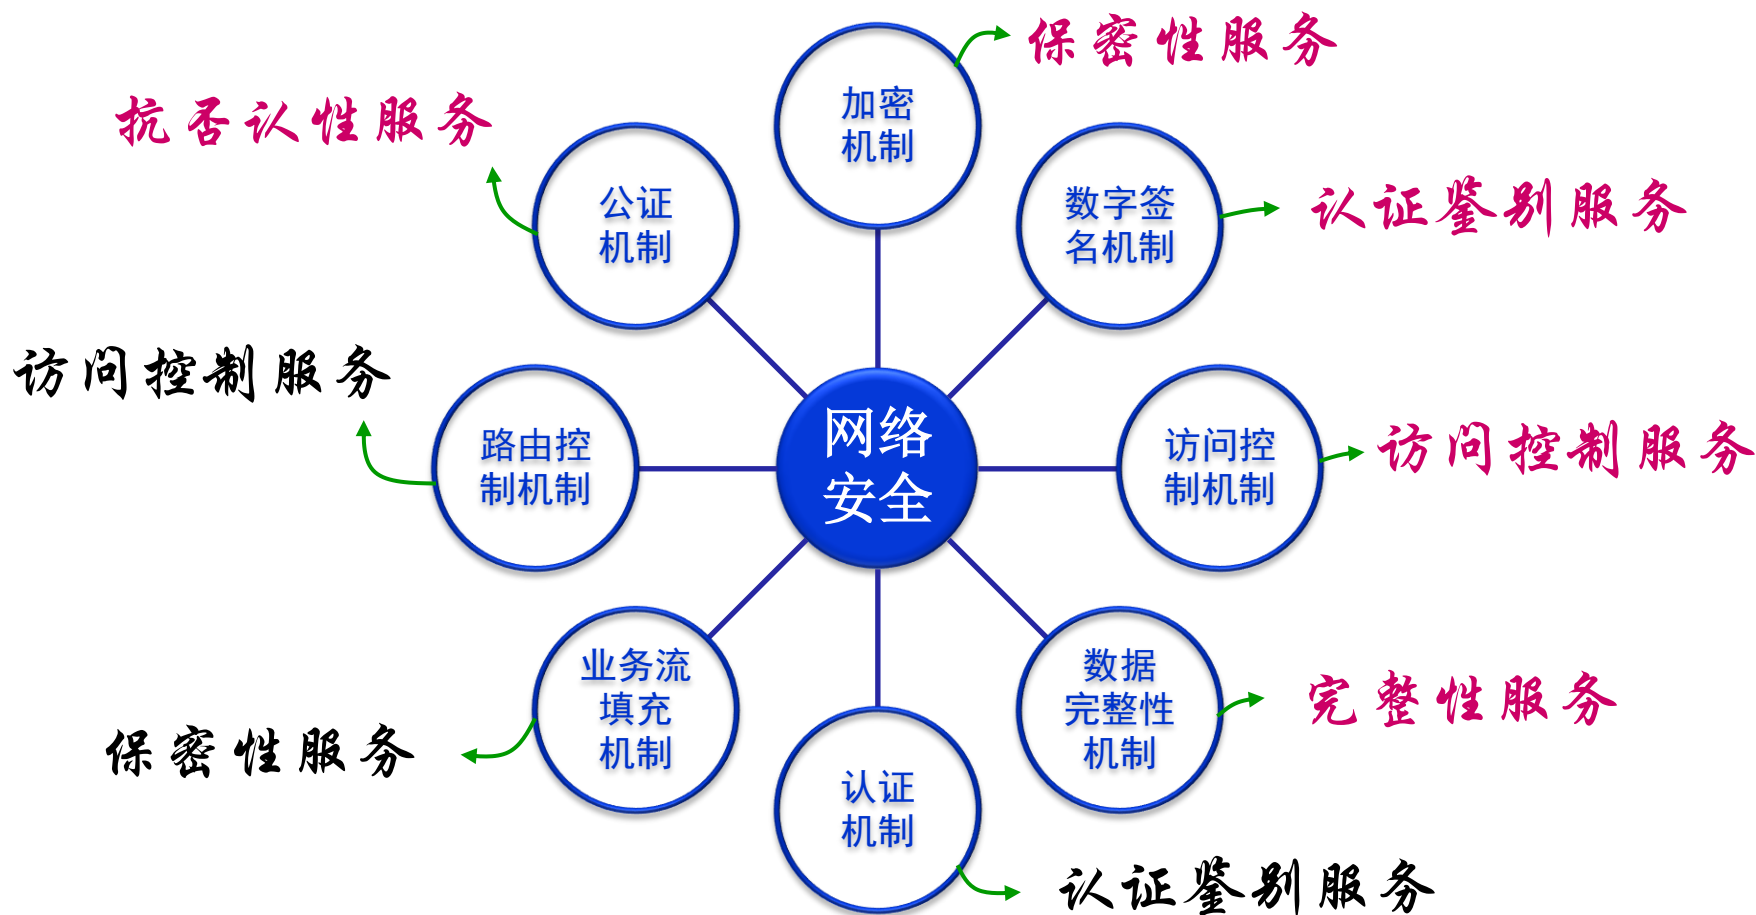 保密性服务
加密
机制
抗否认性服务
公证
机制
数字签
名机制
认证鉴别服务
访问控制服务
路由控
制机制
网络
安全
访问控
制机制
访问控制服务
业务流
填充
机制
数据
完整性
机制
完整性服务
保密性服务
认证
机制
认证鉴别服务